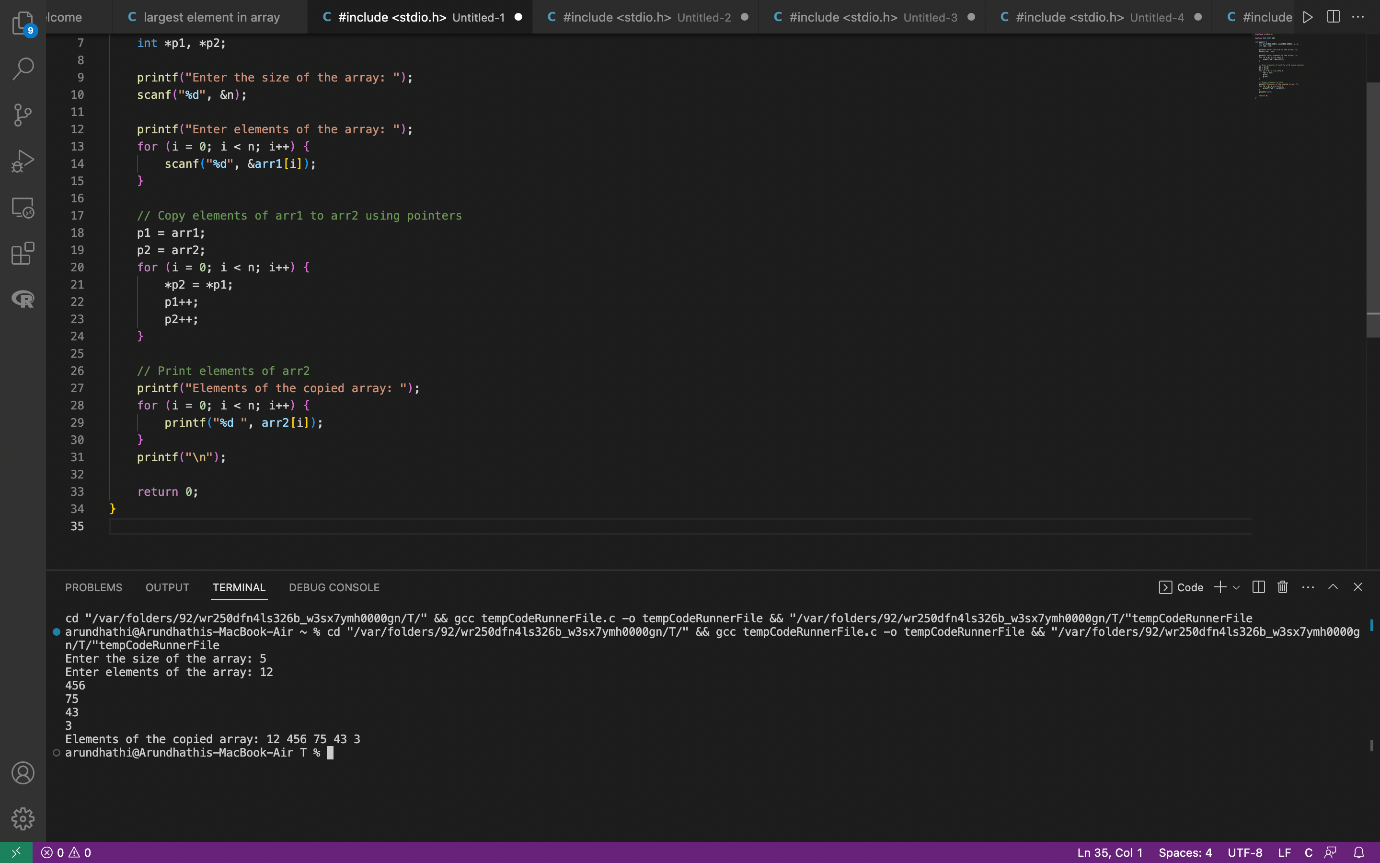 9
elcome
C largest element in array
C #include <stdio.h> Untitled-1
C #include <stdio.h> Untitled-2
C #include <stdio.h> Untitled-3
C #include <stdio.h> Untitled-4
C #include
7 int *p1, *p2;
8
9 printf("Enter the size of the array: ");
10 scanf("%d", &n);
11
12 printf("Enter elements of the array: ");
13 for (i = 0; i < n; i++) {
14 scanf("%d", &arr1[i]);
15 }
16
17 // Copy elements of arr1 to arr2 using pointers
18 p1 = arr1;
19 p2 = arr2;
20 for (i = 0; i < n; i++) {
21 *p2 = *p1;
22 p1++;
23 p2++;
24 }
25
26 // Print elements of arr2
27 printf("Elements of the copied array: ");
28 for (i = 0; i < n; i++) {
29 printf("%d ", arr2[i]);
30 }
31 printf("\n");
32
33 return 0;
34 }
35
PROBLEMS OUTPUT TERMINAL DEBUG CONSOLE
Code
cd "/var/folders/92/wr250dfn4ls326b_w3sx7ymh0000gn/T/" && gcc tempCodeRunnerFile.c -o tempCodeRunnerFile && "/var/folders/92/wr250dfn4ls326b_w3sx7ymh0000gn/T/"tempCodeRunnerFile
arundhathi@Arundhathis-MacBook-Air ~ % cd "/var/folders/92/wr250dfn4ls326b_w3sx7ymh0000gn/T/" && gcc tempCodeRunnerFile.c -o tempCodeRunnerFile && "/var/folders/92/wr250dfn4ls326b_w3sx7ymh0000g
n/T/"tempCodeRunnerFile
Enter the size of the array: 5
Enter elements of the array: 12
456
75
43
3
Elements of the copied array: 12 456 75 43 3
arundhathi@Arundhathis-MacBook-Air T %
0 0
Ln 35, Col 1 Spaces: 4 UTF-8 LF C